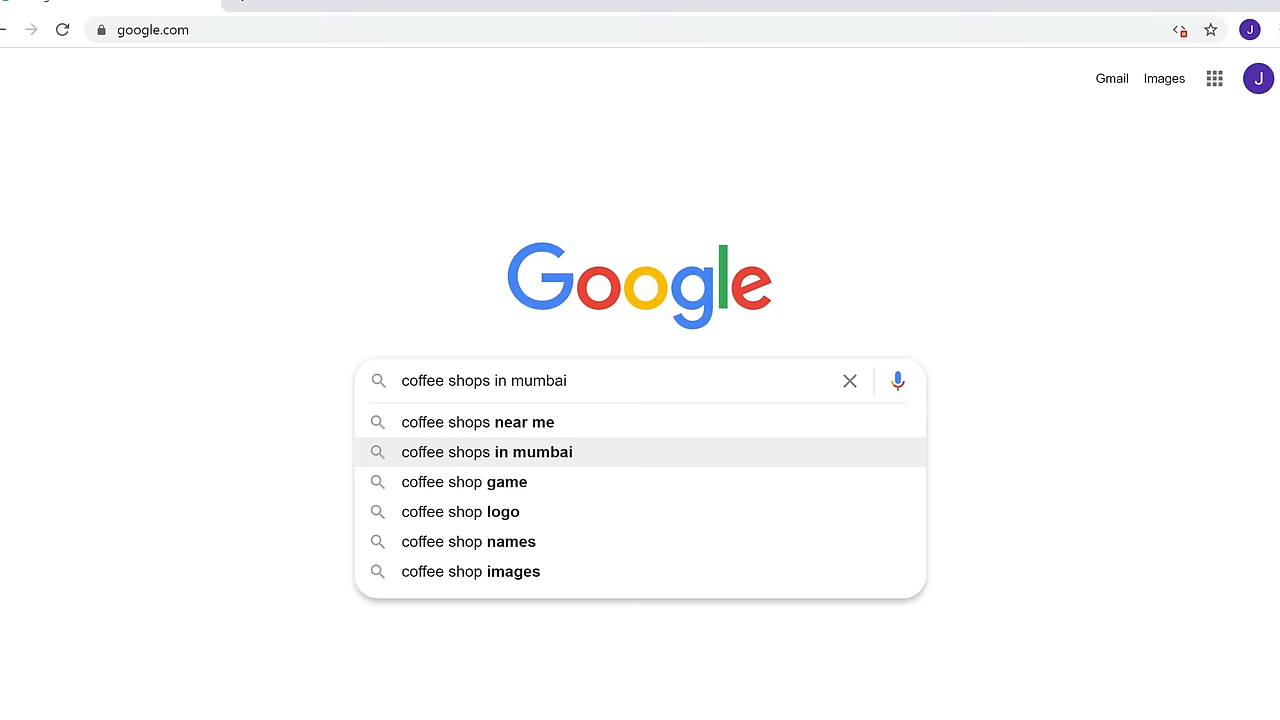 google.com
J
Gmail Images
J
Google
coffee shops in mumbai
coffee shops near me
coffee shops in mumbai
coffee shop game
coffee shop logo
coffee shop names
coffee shop images